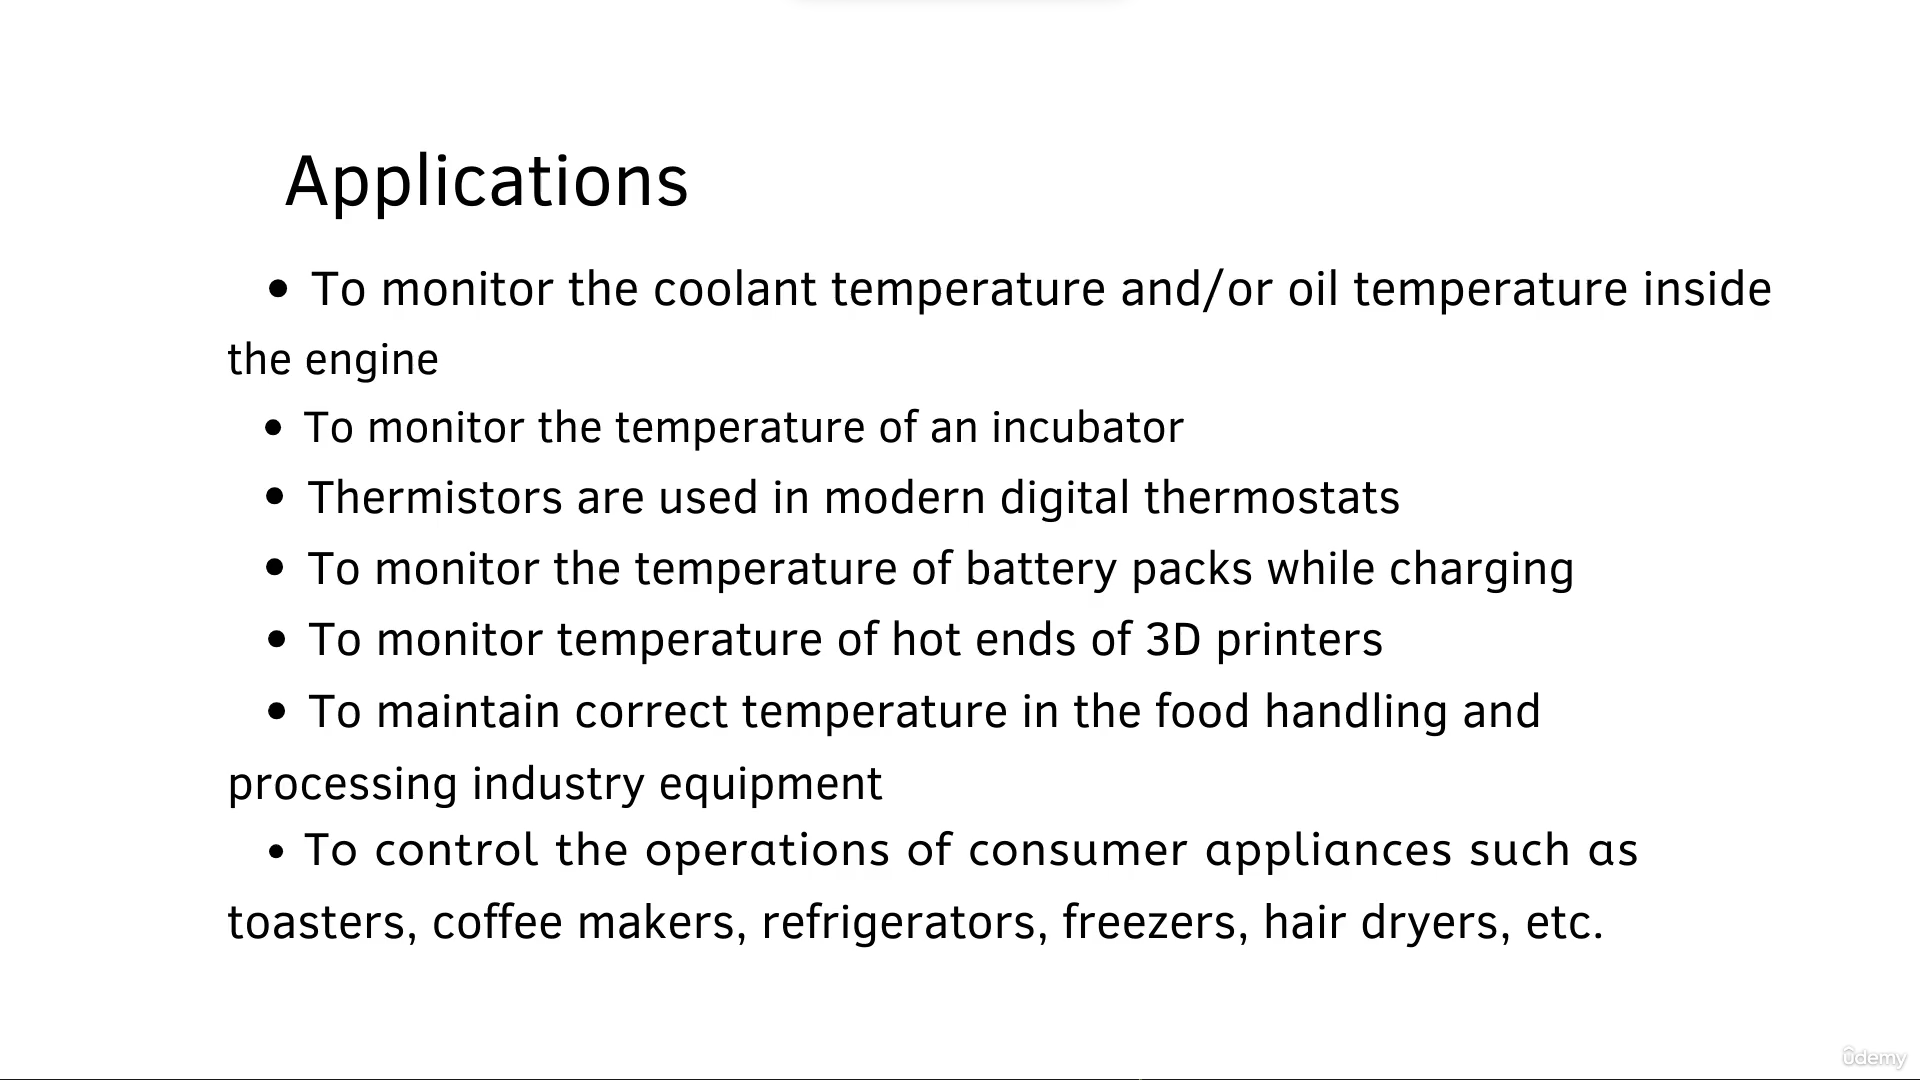 Applications
• To monitor the coolant temperature and/or oil temperature inside
the engine
• To monitor the temperature of an incubator
• Thermistors are used in modern digital thermostats
• To monitor the temperature of battery packs while charging
• To monitor temperature of hot ends of 3D printers
• To maintain correct temperature in the food handling and
processing industry equipment
• To control the operations of consumer appliances such as
toasters, coffee makers, refrigerators, freezers, hair dryers, etc.
ûdemy